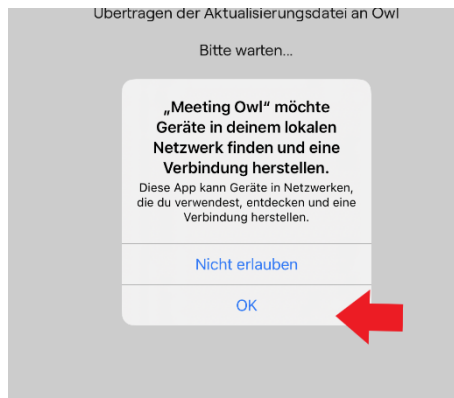 Übertragen der Aktualisierungsdatei an Owl
Bitte warten...
„Meeting Owl“ möchte
Geräte in deinem lokalen
Netzwerk finden und eine
Verbindung herstellen.
Diese App kann Geräte in Netzwerken,
die du verwendest, entdecken und eine
Verbindung herstellen.
Nicht erlauben
OK